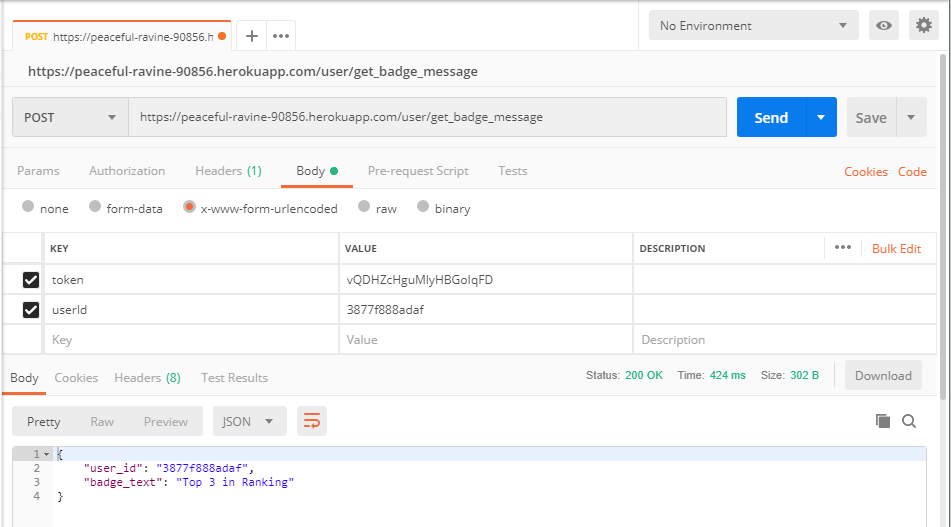 POST https://peaceful-ravine-90856.h + •••
No Environment
https://peaceful-ravine-90856.herokuapp.com/user/get_badge_message
POST https://peaceful-ravine-90856.herokuapp.com/user/get_badge_message Send Save
Params Authorization Headers (1) Body Pre-request Script Tests Cookies Code
none form-data x-www-form-urlencoded raw binary
KEY VALUE DESCRIPTION ••• Bulk Edit
token vQDHZcHguMlyHBGolqFD
userId 3877f888adaf
Key Value Description
Body Cookies Headers (8) Test Results Status: 200 OK Time: 424 ms Size: 302 B Download
Pretty Raw Preview JSON
1 {
2 "user_id": "3877f888adaf",
3 "badge_text": "Top 3 in Ranking"
4 }